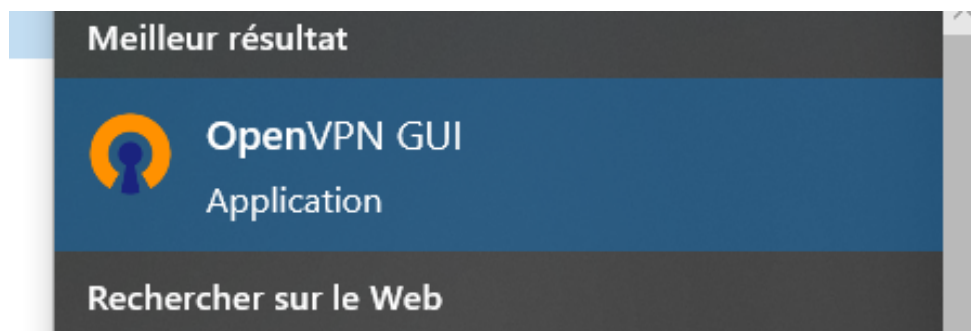 Meilleur résultat
OpenVPN GUI
Application
Rechercher sur le Web